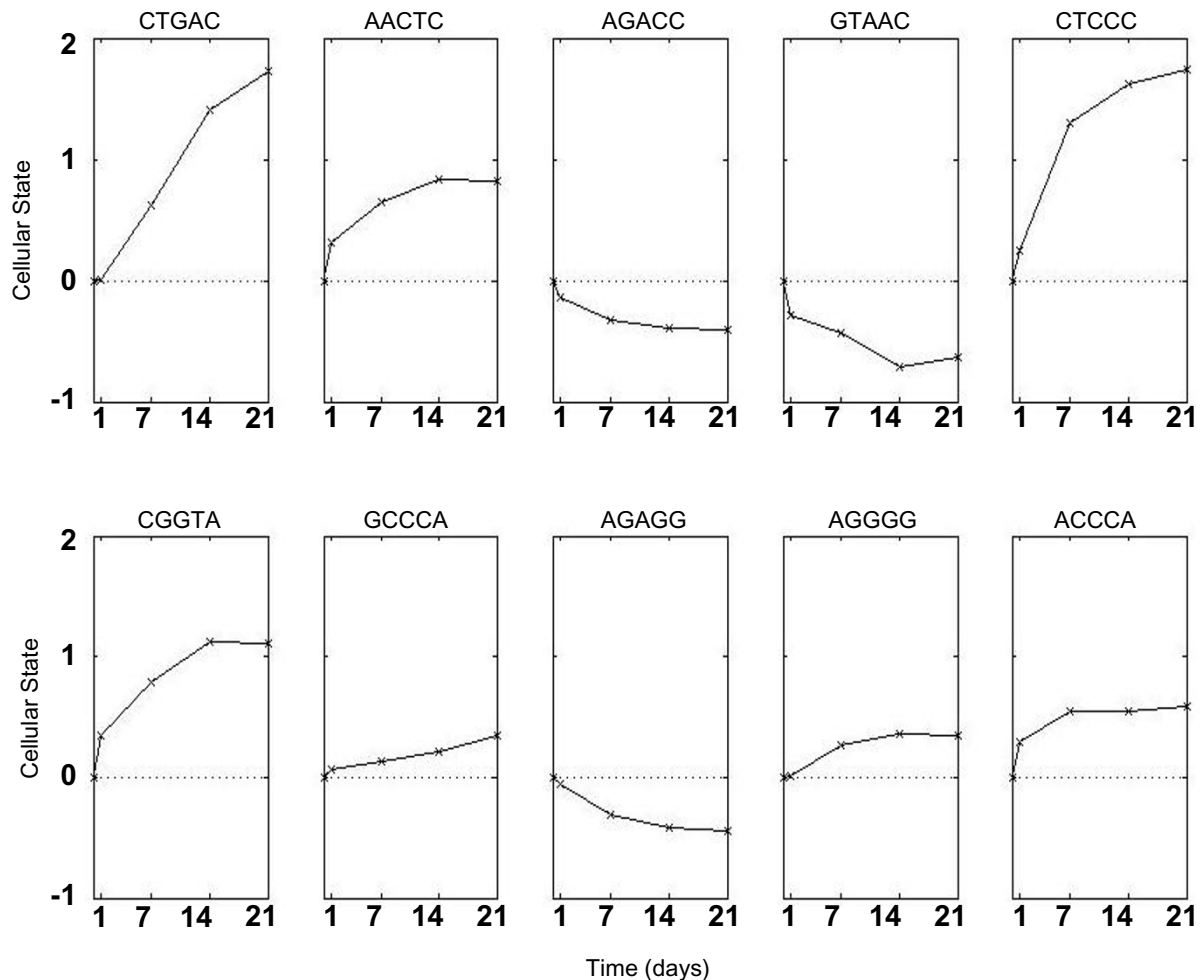 CTGAC AACTC AGACC GTAAC CTCCC
2
1
0
-1
Cellular State
1 7 14 21 1 7 14 21 1 7 14 21 1 7 14 21 1 7 14 21
CGGTA GCCCA AGAGG AGGGG ACCCA
2
1
0
-1
Cellular State
1 7 14 21 1 7 14 21 1 7 14 21 1 7 14 21 1 7 14 21
Time (days)